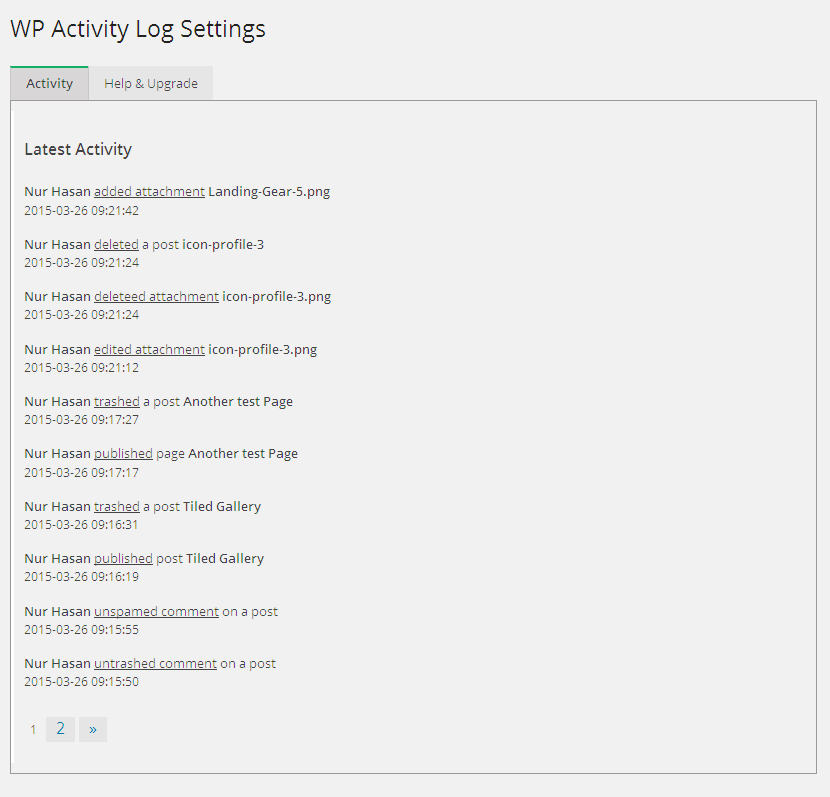 WP Activity Log Settings
Activity
Help & Upgrade
Latest Activity
Nur Hasan added attachment Landing-Gear-5.png
2015-03-26 09:21:42
Nur Hasan deleted a post icon-profile-3
2015-03-26 09:21:24
Nur Hasan deleteed attachment icon-profile-3.png
2015-03-26 09:21:24
Nur Hasan edited attachment icon-profile-3.png
2015-03-26 09:21:12
Nur Hasan trashed a post Another test Page
2015-03-26 09:17:27
Nur Hasan published page Another test Page
2015-03-26 09:17:17
Nur Hasan trashed a post Tiled Gallery
2015-03-26 09:16:31
Nur Hasan published post Tiled Gallery
2015-03-26 09:16:19
Nur Hasan unspamed comment on a post
2015-03-26 09:15:55
Nur Hasan untrashed comment on a post
2015-03-26 09:15:50
1 2 »